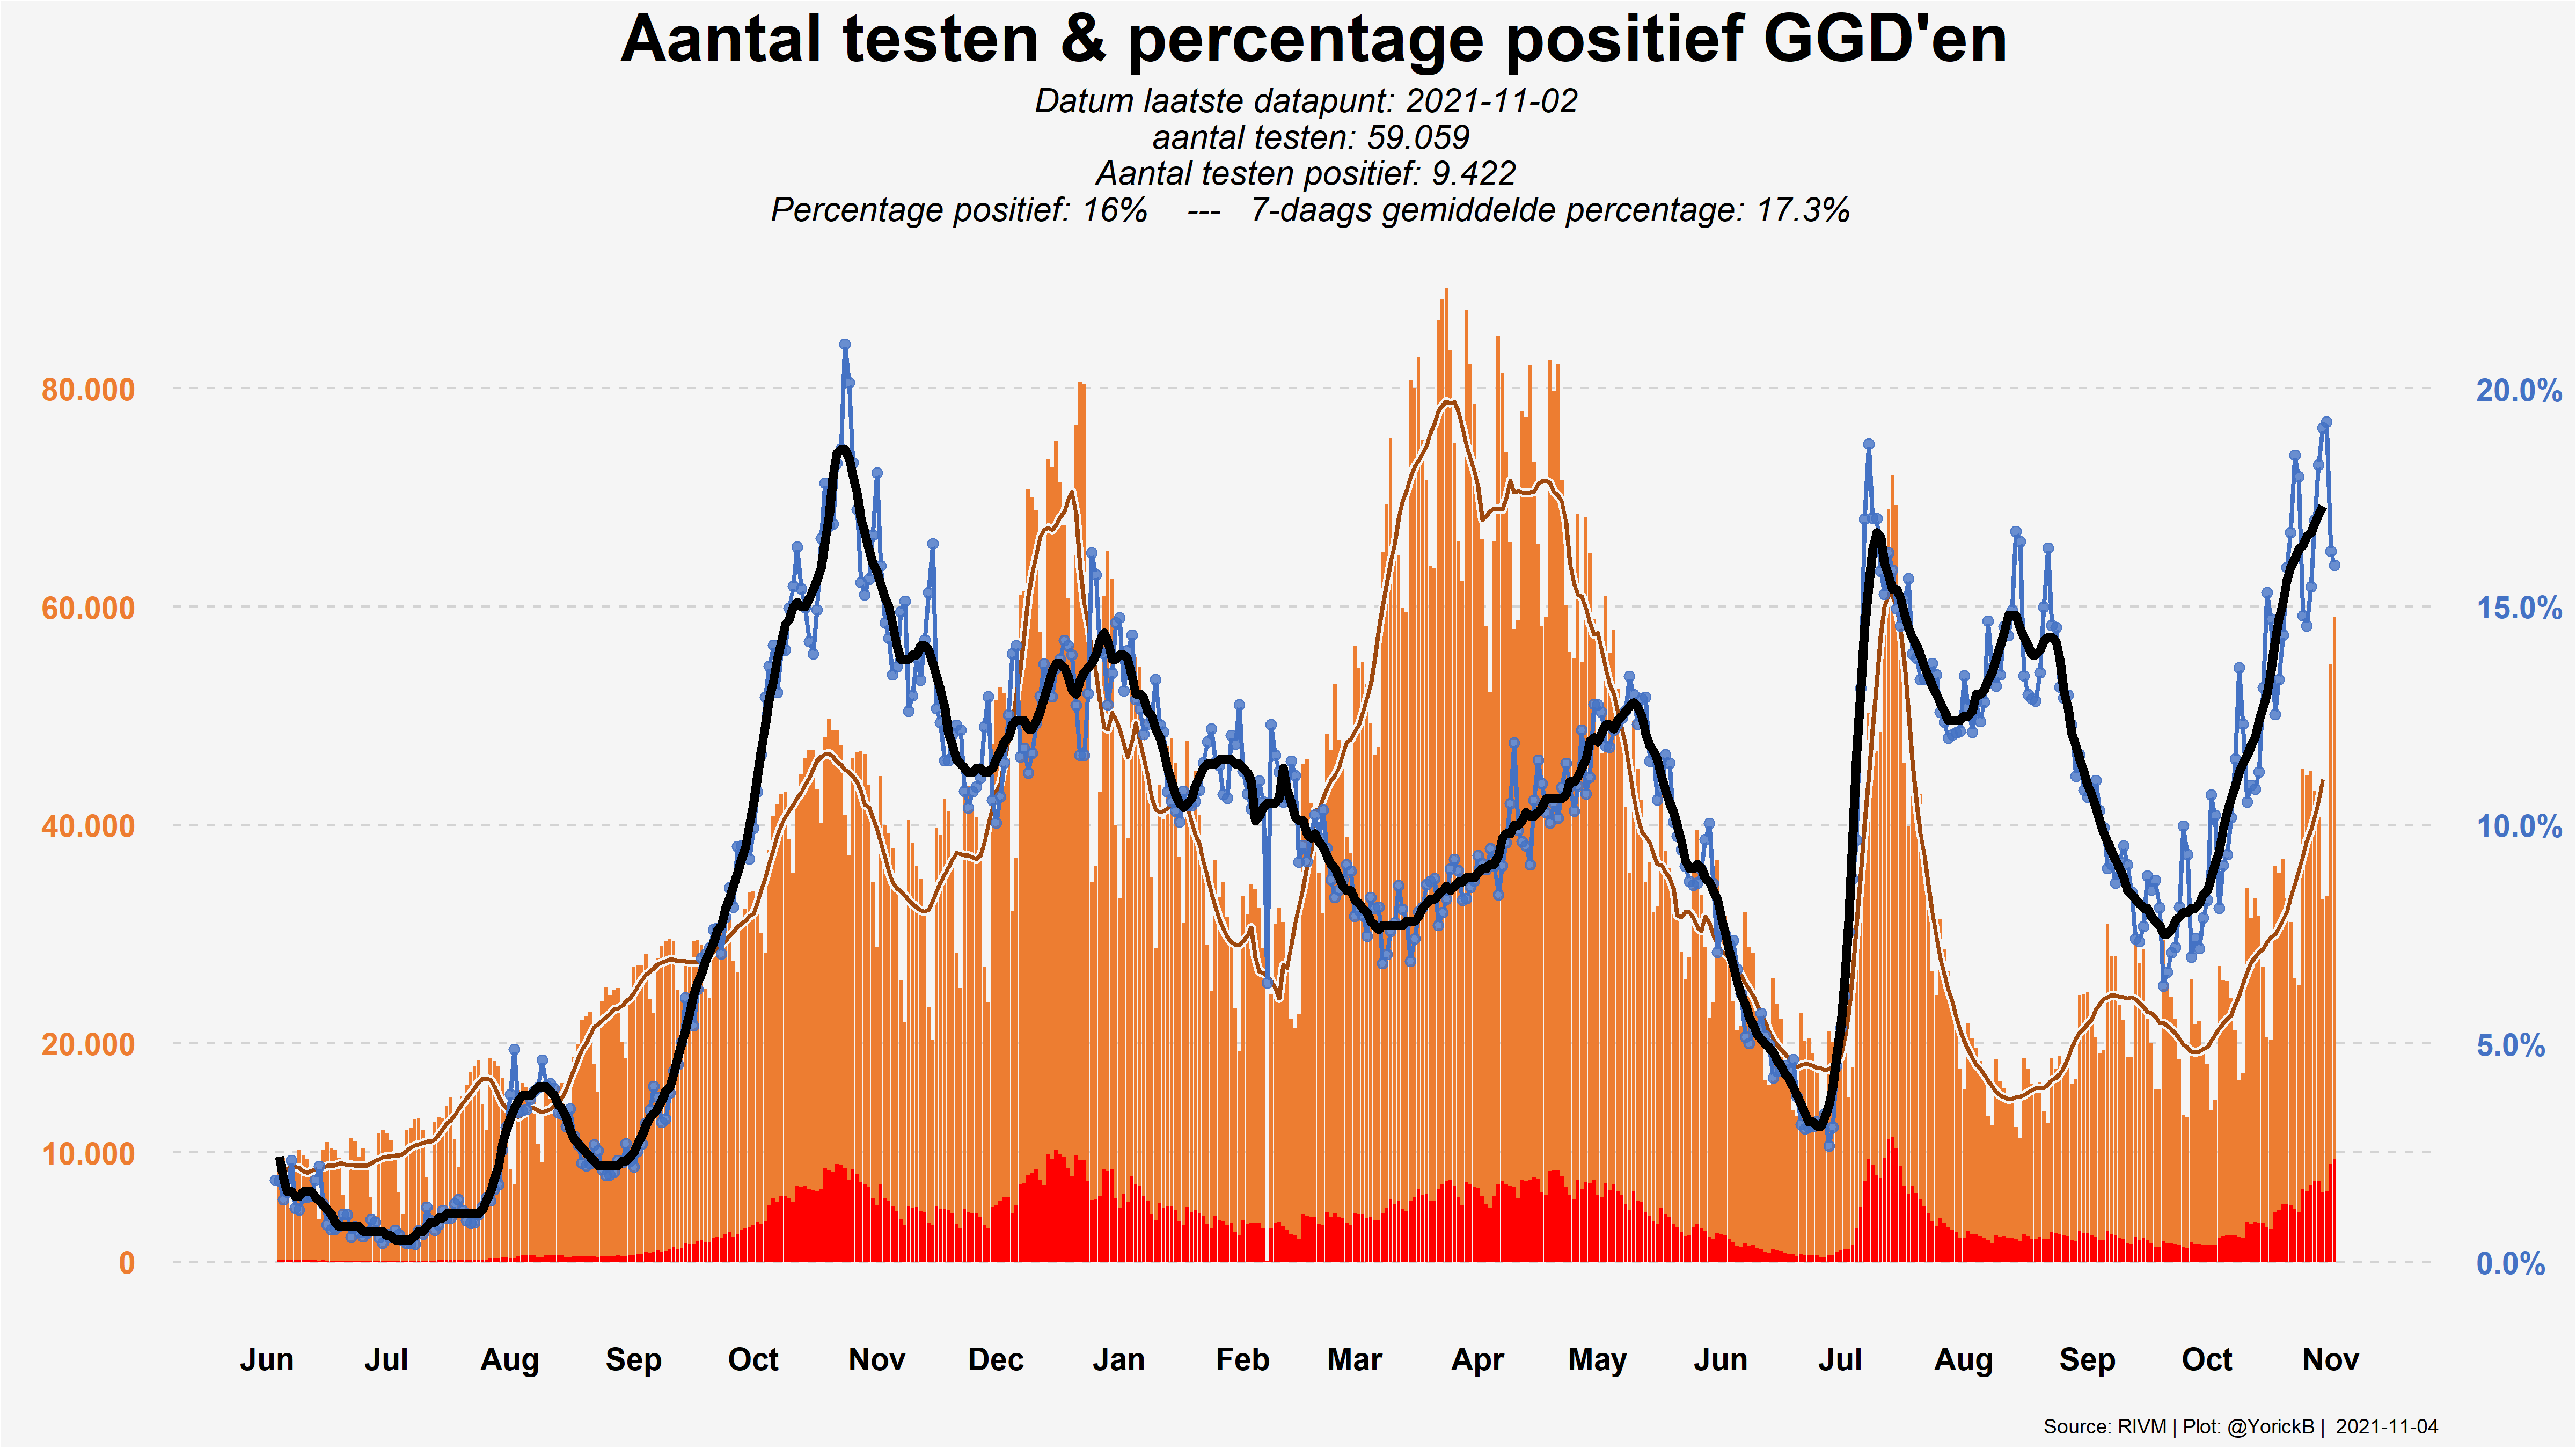 Aantal testen & percentage positief GGD'en
Datum laatste datapunt: 2021-11-02
aantal testen: 59.059
Aantal testen positief: 9.422
Percentage positief: 16% --- 7-daags gemiddelde percentage: 17.3%
80.000
20.0%
60.000
15.0%
40.000
10.0%
20.000
5.0%
10.000
0
0.0%
Jun Jul Aug Sep Oct Nov Dec Jan Feb Mar Apr May Jun Jul Aug Sep Oct Nov
Source: RIVM | Plot: @YorickB | 2021-11-04